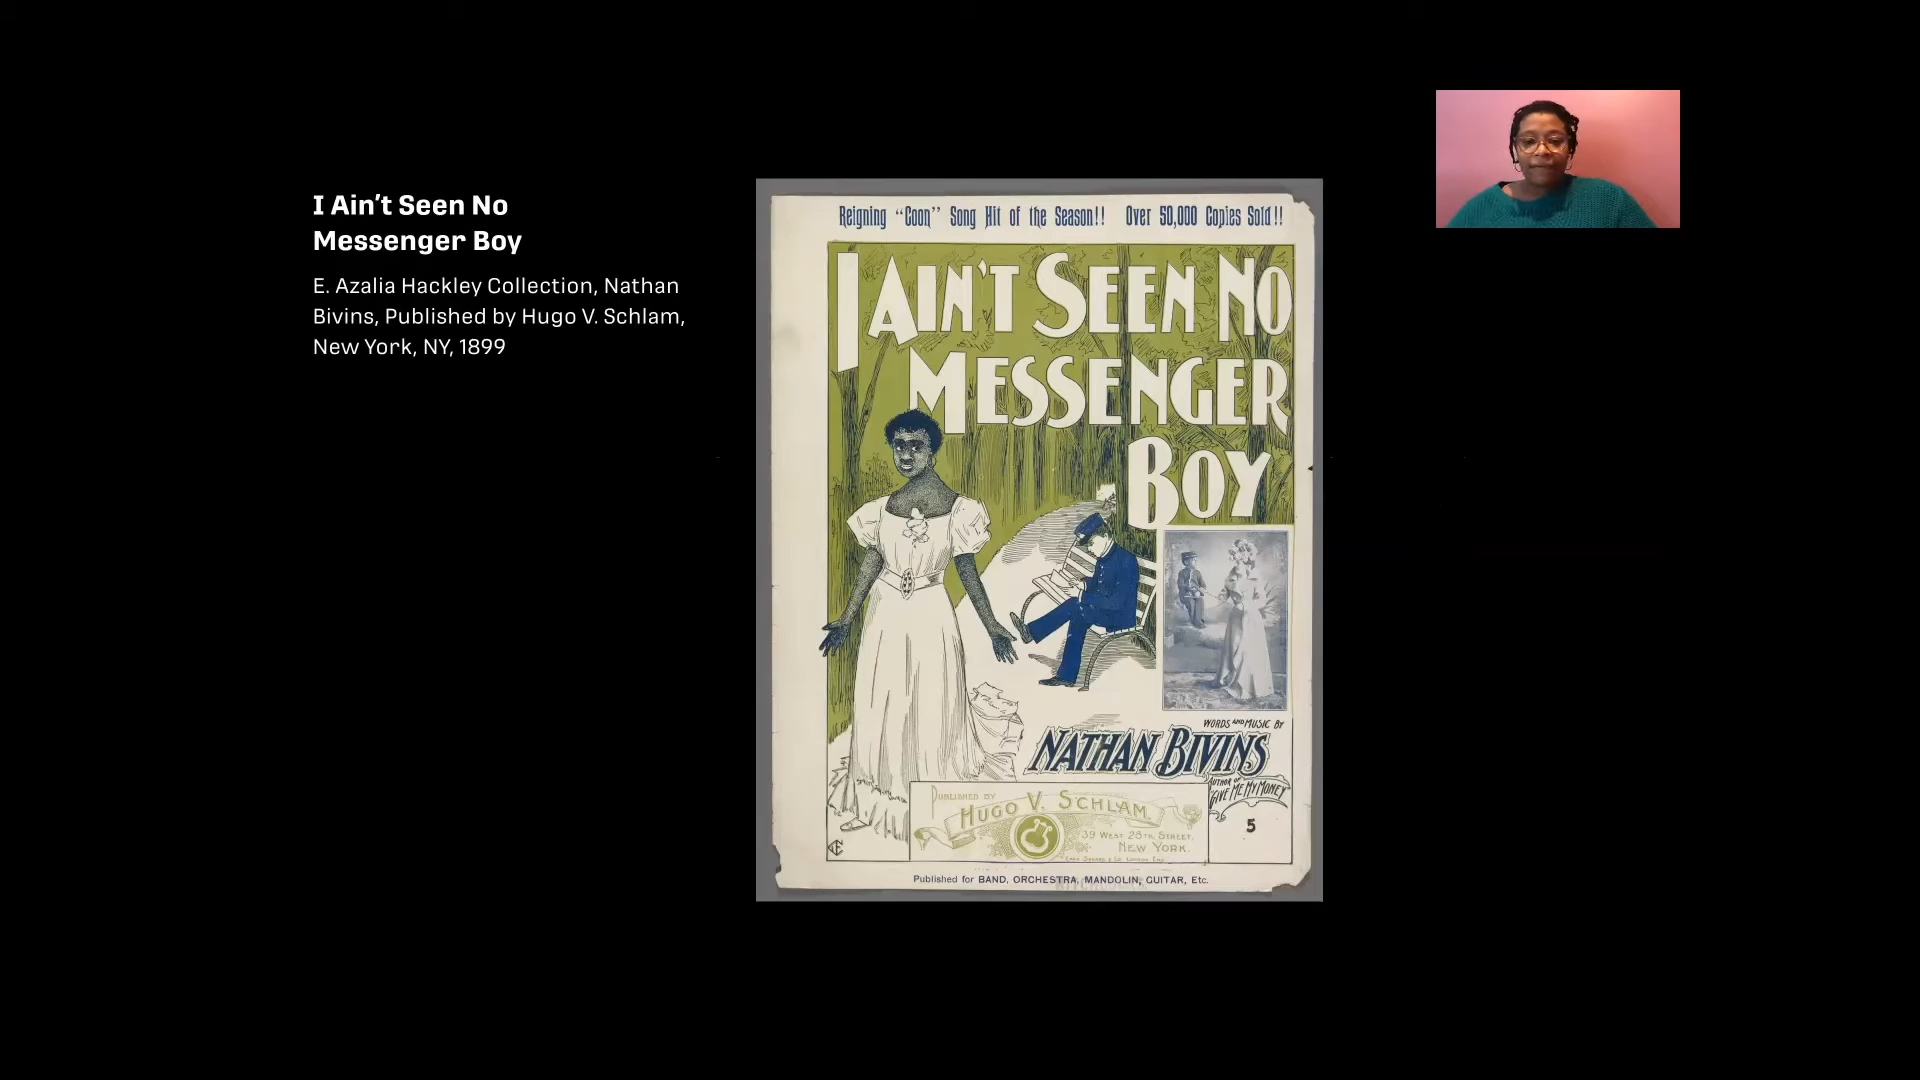 I Ain’t Seen No
Messenger Boy
E. Azalia Hackley Collection, Nathan
Bivins, Published by Hugo V. Schlam,
New York, NY, 1899
Reigning “Coon” Song Hit of the Season!! Over 50,000 Copies Sold!!
I AIN'T SEEN NO
MESSENGER
BOY
WORDS AND MUSIC BY
NATHAN BIVINS
AUTHOR OF
"GIVE ME MY MONEY"
5
PUBLISHED BY
HUGO V. SCHLAM.
39 WEST 28TH STREET,
NEW YORK.
Published for BAND, ORCHESTRA, MANDOLIN, GUITAR, Etc.